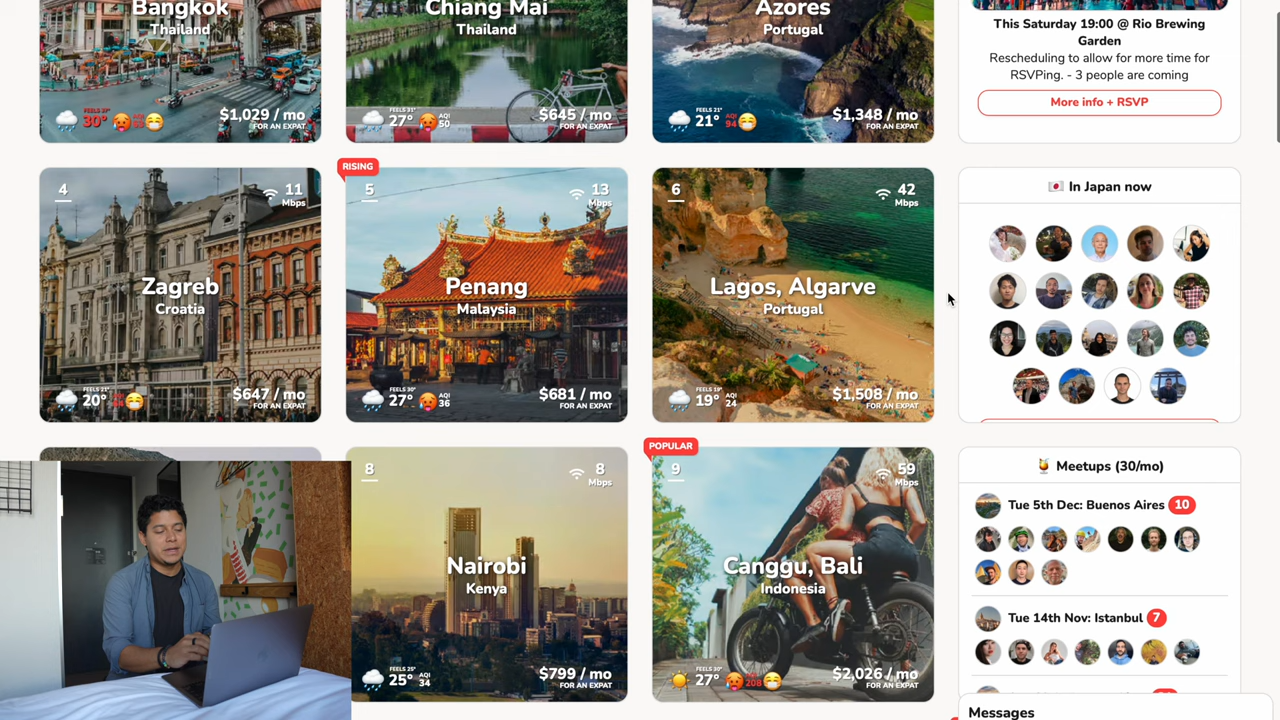 Bangkok
Thailand
FEELS 37°
30°
$1,029 / mo
FOR AN EXPAT
Chiang Mai
Thailand
FEELS 31°
27°
AQI
50
$645 / mo
FOR AN EXPAT
Azores
Portugal
FEELS 21°
21°
AQI
94
$1,348 / mo
FOR AN EXPAT
This Saturday 19:00 @ Rio Brewing
Garden
Rescheduling to allow for more time for
RSVPing. - 3 people are coming
More info + RSVP
4
11
Mbps
Zagreb
Croatia
FEELS 21°
20°
$647 / mo
FOR AN EXPAT
RISING
5
13
Mbps
Penang
Malaysia
FEELS 30°
27°
AQI
36
$681 / mo
FOR AN EXPAT
6
42
Mbps
Lagos, Algarve
Portugal
FEELS 19°
19°
AQI
24
$1,508 / mo
FOR AN EXPAT
In Japan now
8
8
Mbps
Nairobi
Kenya
FEELS 25°
25°
AQI
34
$799 / mo
FOR AN EXPAT
POPULAR
9
59
Mbps
Canggu, Bali
Indonesia
FEELS 30°
27°
AQI
208
$2,026 / mo
FOR AN EXPAT
Meetups (30/mo)
Tue 5th Dec: Buenos Aires 10
Tue 14th Nov: Istanbul 7
Messages